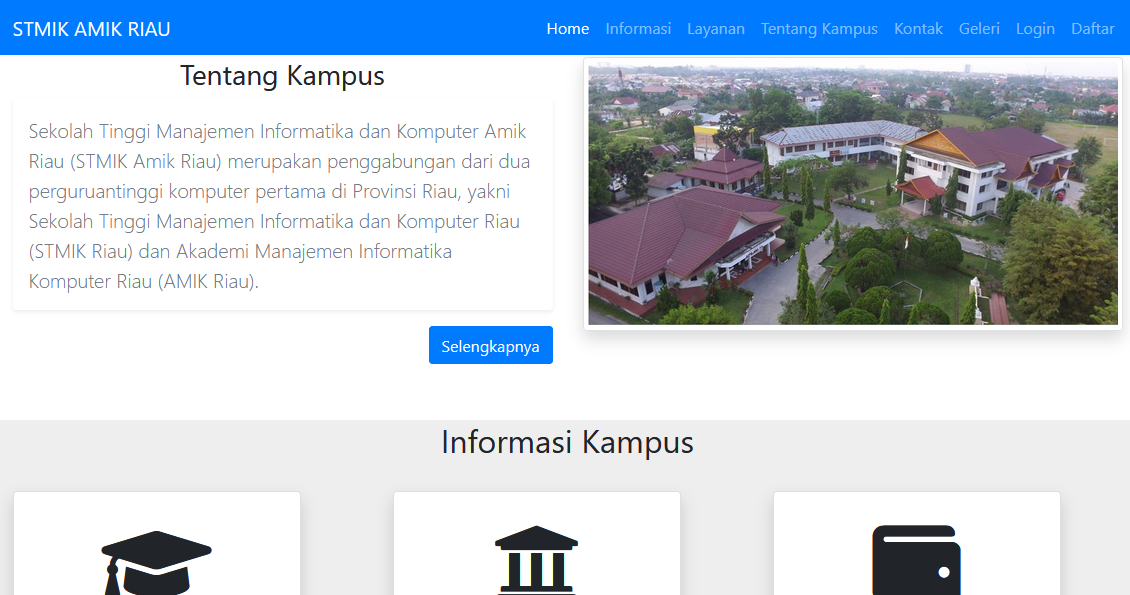 STMIK AMIK RIAU
Home Informasi Layanan Tentang Kampus Kontak Geleri Login Daftar
Tentang Kampus
Sekolah Tinggi Manajemen Informatika dan Komputer Amik
Riau (STMIK Amik Riau) merupakan penggabungan dari dua
perguruantinggi komputer pertama di Provinsi Riau, yakni
Sekolah Tinggi Manajemen Informatika dan Komputer Riau
(STMIK Riau) dan Akademi Manajemen Informatika
Komputer Riau (AMIK Riau).
Selengkapnya
Informasi Kampus